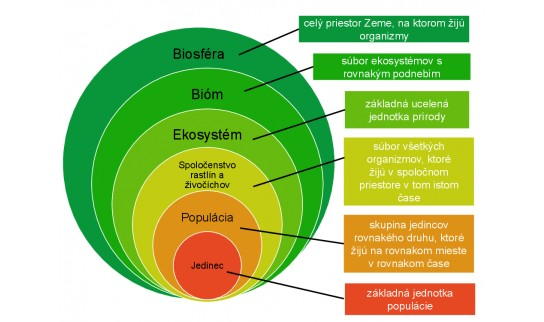 celý priestor Zeme, na ktorom žijú
organizmy
Biosféra
súbor ekosystémov s
rovnakým podnebím
Bióm
základná ucelená
jednotka prírody
Ekosystém
súbor všetkých
organizmov, ktoré
žijú v spoločnom
priestore v tom istom
čase
Spoločenstvo
rastlín a
živočíchov
Populácia
skupina jedincov
rovnakého druhu, ktoré
žijú na rovnakom mieste
v rovnakom čase
Jedinec
základná jednotka
populácie